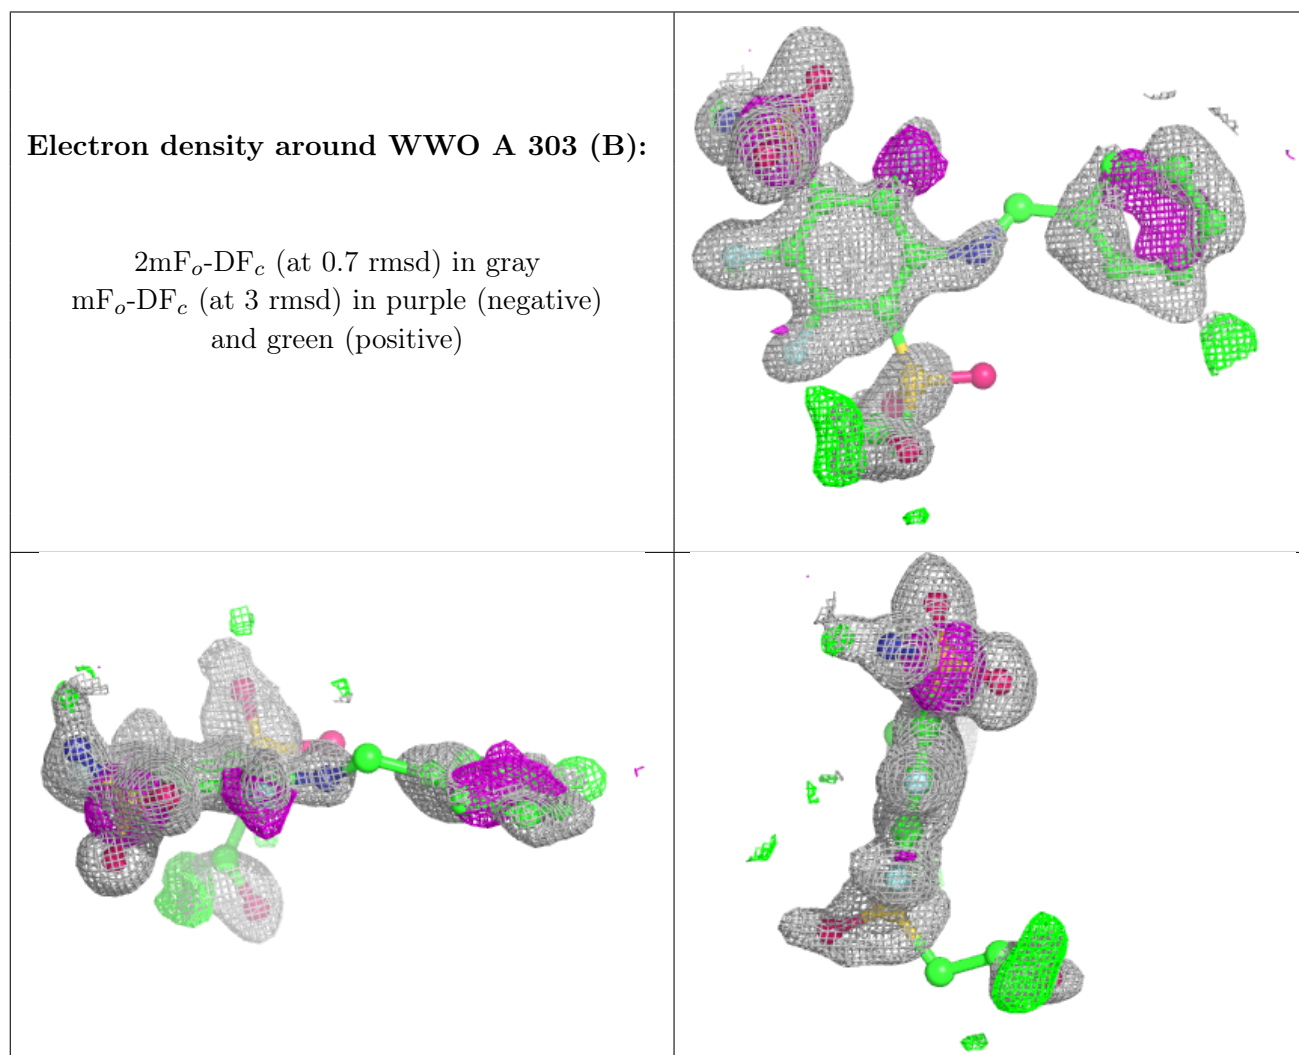 Electron density around WWO A 303 (B):
2mFo-DFc (at 0.7 rmsd) in gray
mFo-DFc (at 3 rmsd) in purple (negative)
and green (positive)